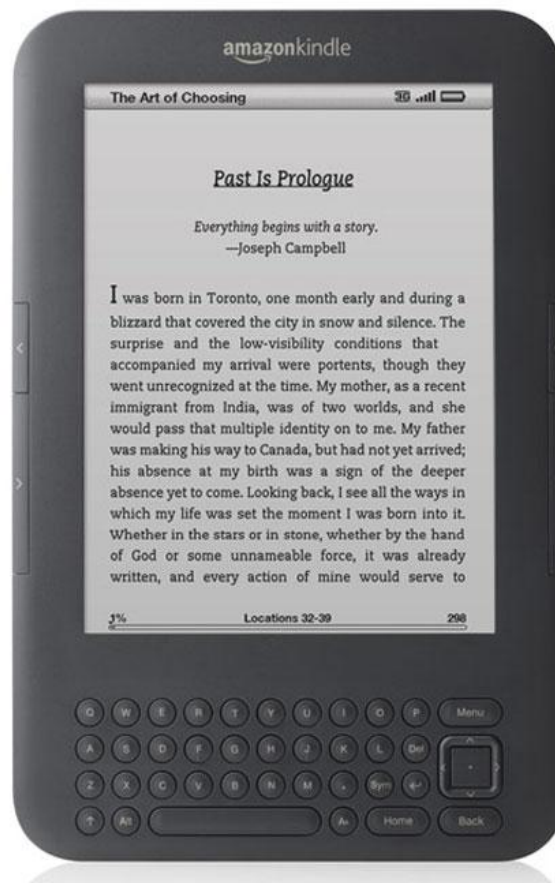 amazonkindle
The Art of Choosing 3G
Past Is Prologue
Everything begins with a story.
—Joseph Campbell
I was born in Toronto, one month early and during a
blizzard that covered the city in snow and silence. The
surprise and the low-visibility conditions that
accompanied my arrival were portents, though they
went unrecognized at the time. My mother, as a recent
immigrant from India, was of two worlds, and she
would pass that multiple identity on to me. My father
was making his way to Canada, but had not yet arrived;
his absence at my birth was a sign of the deeper
absence yet to come. Looking back, I see all the ways in
which my life was set the moment I was born into it.
Whether in the stars or in stone, whether by the hand
of God or some unnameable force, it was already
written, and every action of mine would serve to
1% Locations 32-39 298
Q W E R T Y U I O P Menu
A S D F G H J K L Del
Z X C V B N M . Sym
Alt Aa Home Back